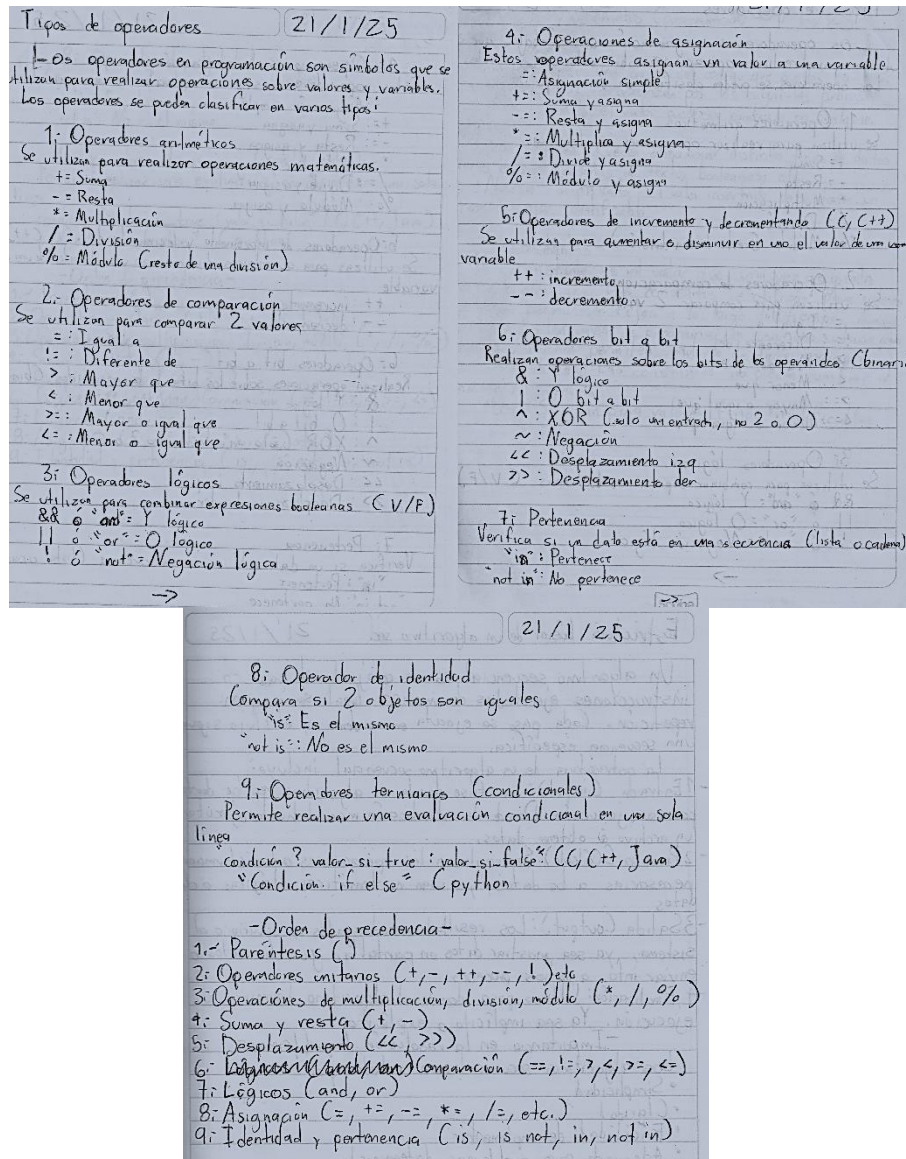 Tipos de operadores 21/1/25
Los operadores en programación son símbolos que se
utilizan para realizar operaciones sobre valores y variables.
Los operadores se pueden clasificar en varios tipos:
1.- Operadores aritméticos
Se utilizan para realizar operaciones matemáticas.
+ = Suma
- = Resta
* = Multiplicación
/ = División
% = Módulo (resto de una división)
2.- Operadores de comparación
Se utilizan para comparar 2 valores
= : Igual a
!= : Diferente de
> : Mayor que
< : Menor que
>= : Mayor o igual que
<= : Menor o igual que
3.- Operadores lógicos
Se utilizan para combinar expresiones booleanas (V/F)
&& ó "and" = Y lógico
|| ó "or" = O lógico
! ó "not" = Negación lógica
→
4.- Operaciones de asignación
Estos operadores asignan un valor a una variable
= : Asignación simple
+= : Suma y asigna
-= : Resta y asigna
*= : Multiplica y asigna
/= : Divide y asigna
%= : Módulo y asigna
5.- Operadores de incremento y decrementando (C, C++)
Se utilizan para aumentar o disminuir en uno el valor de una
variable
++ : incremento
-- : decremento
6.- Operadores bit a bit
Realizan operaciones sobre los bits de los operandos (binari
& : Y lógico
| : O bit a bit
^ : XOR (solo un entrada, no 2 o 0)
~ : Negación
<< : Desplazamiento izq
>> : Desplazamiento der
7.- Pertenencia
Verifica si un dato está en una secuencia (lista o cadena)
"in" : Pertenece
"not in" : No pertenece
→
21/1/25
8.- Operador de identidad
Compara si 2 objetos son iguales
"is" : Es el mismo
"not is" : No es el mismo
9.- Operadores ternianos (condicionales)
Permite realizar una evaluación condicional en una sola
línea
"condición ? valor_si_true : valor_si_false" (C, C++, Java)
"Condición if else" (python
-Orden de precedencia-
1.- Paréntesis ()
2.- Operadores unitarios (+, -, ++, --, !) etc
3.- Operaciónes de multiplicación, división, módulo (*, /, %)
4.- Suma y resta (+, -)
5.- Desplazamiento (<<, >>)
6.- Comparación (==, !=, >, <, >=, <=)
7.- Lógicos (and, or)
8.- Asignación (=, +=, -=, *=, /=, etc.)
9.- Identidad y pertenencia (is, is not, in, not in)